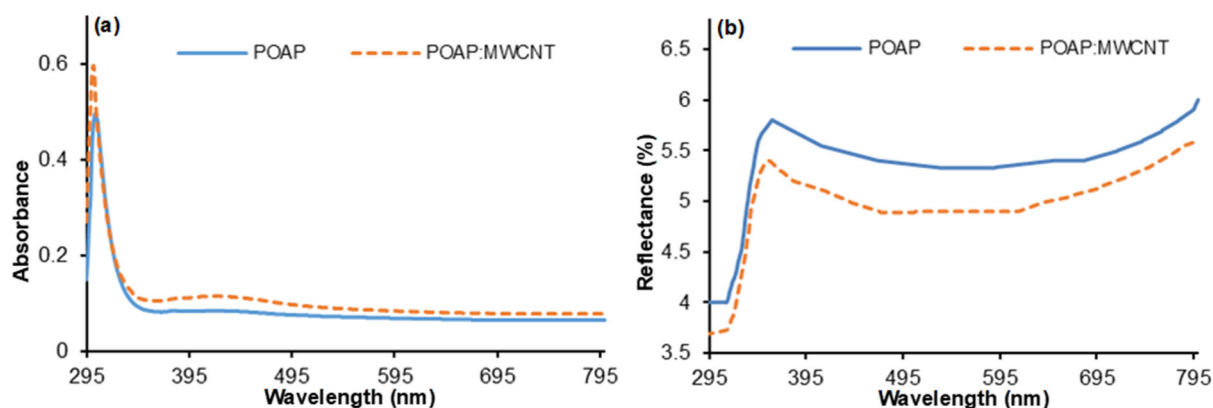 (a)
POAP
POAP:MWCNT
Absorbance
0.6
0.4
0.2
0
295
395
495
595
695
795
Wavelength (nm)
(b)
POAP
POAP:MWCNT
Reflectance (%)
6.5
6
5.5
5
4.5
4
3.5
295
395
495
595
695
795
Wavelength (nm)